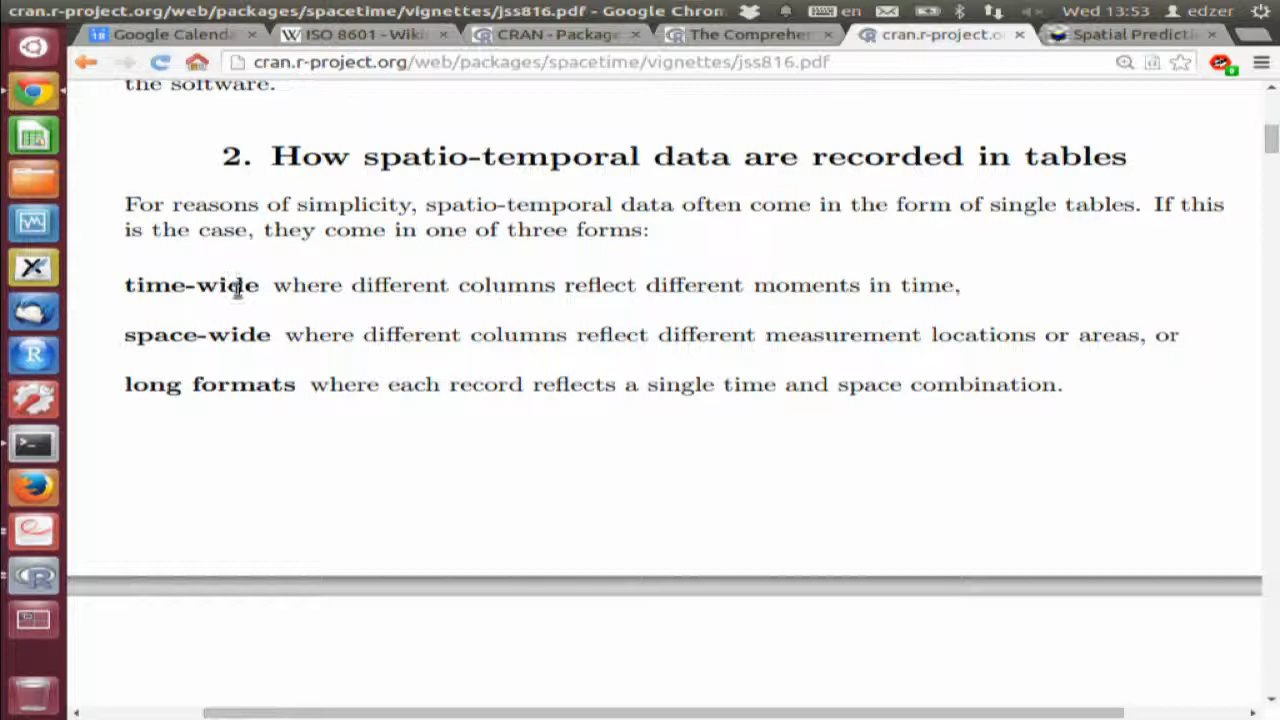 cran.r-project.org/web/packages/spacetime/vignettes/jss816.pdf - Google Chrom
en
Wed 13:53
edzer
Google Calend
ISO 8601 - Wiki
CRAN - Package
The Comprehe
cran.r-project.o
Spatial Predicti
cran.r-project.org/web/packages/spacetime/vignettes/jss816.pdf
the software.
2. How spatio-temporal data are recorded in tables
For reasons of simplicity, spatio-temporal data often come in the form of single tables. If this
is the case, they come in one of three forms:
time-wide where different columns reflect different moments in time,
space-wide where different columns reflect different measurement locations or areas, or
long formats where each record reflects a single time and space combination.